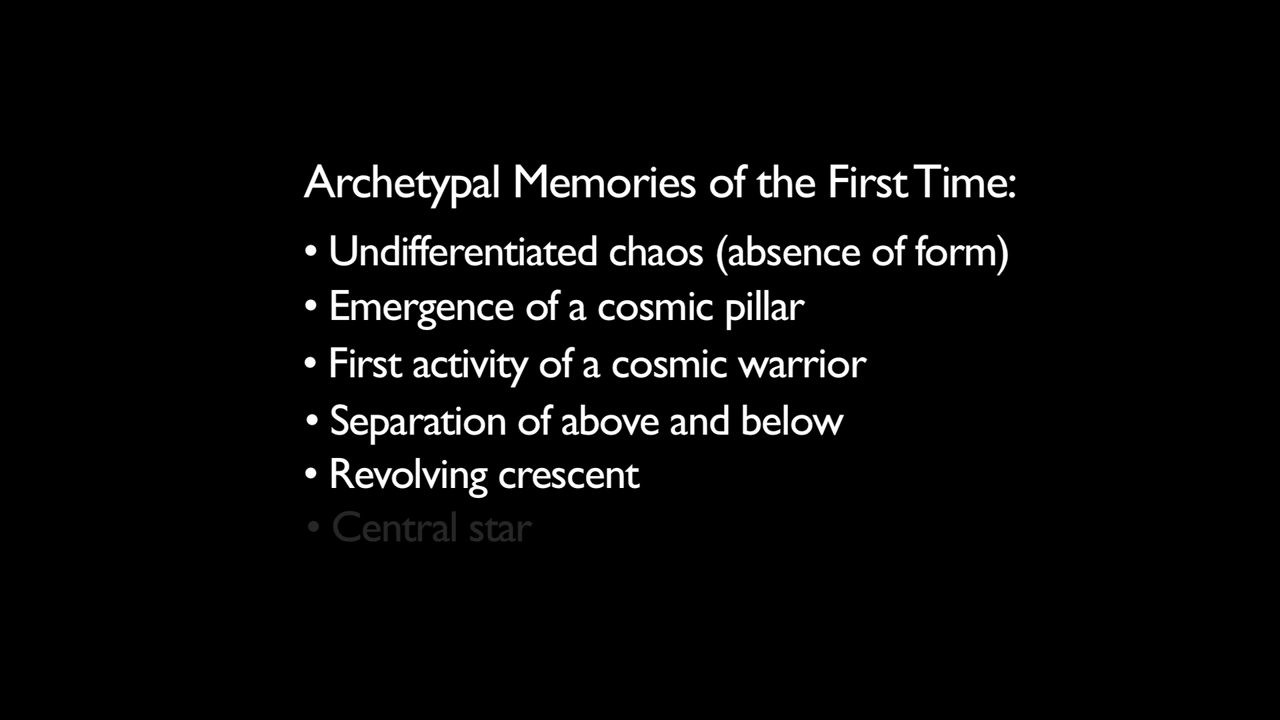 Archetypal Memories of the First Time:
• Undifferentiated chaos (absence of form)
• Emergence of a cosmic pillar
• First activity of a cosmic warrior
• Separation of above and below
• Revolving crescent
• Central star